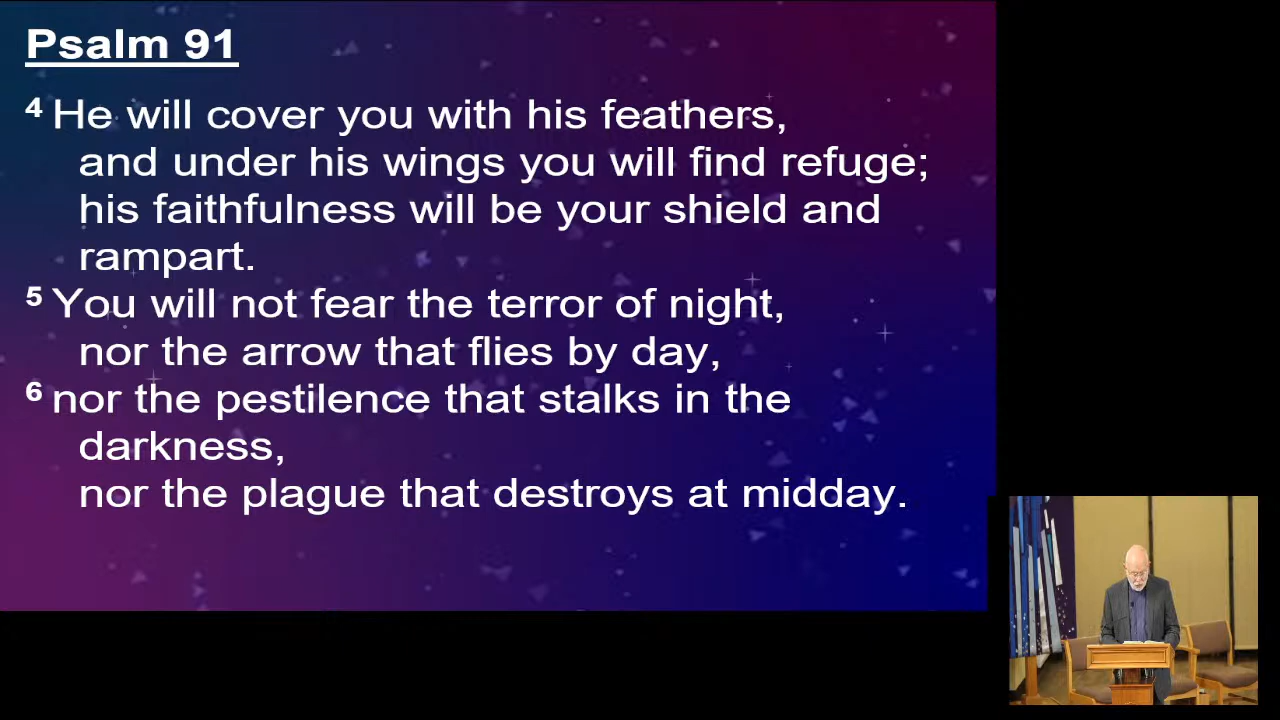 Psalm 91
4 He will cover you with his feathers,
and under his wings you will find refuge;
his faithfulness will be your shield and
rampart.
5 You will not fear the terror of night,
nor the arrow that flies by day,
6 nor the pestilence that stalks in the
darkness,
nor the plague that destroys at midday.